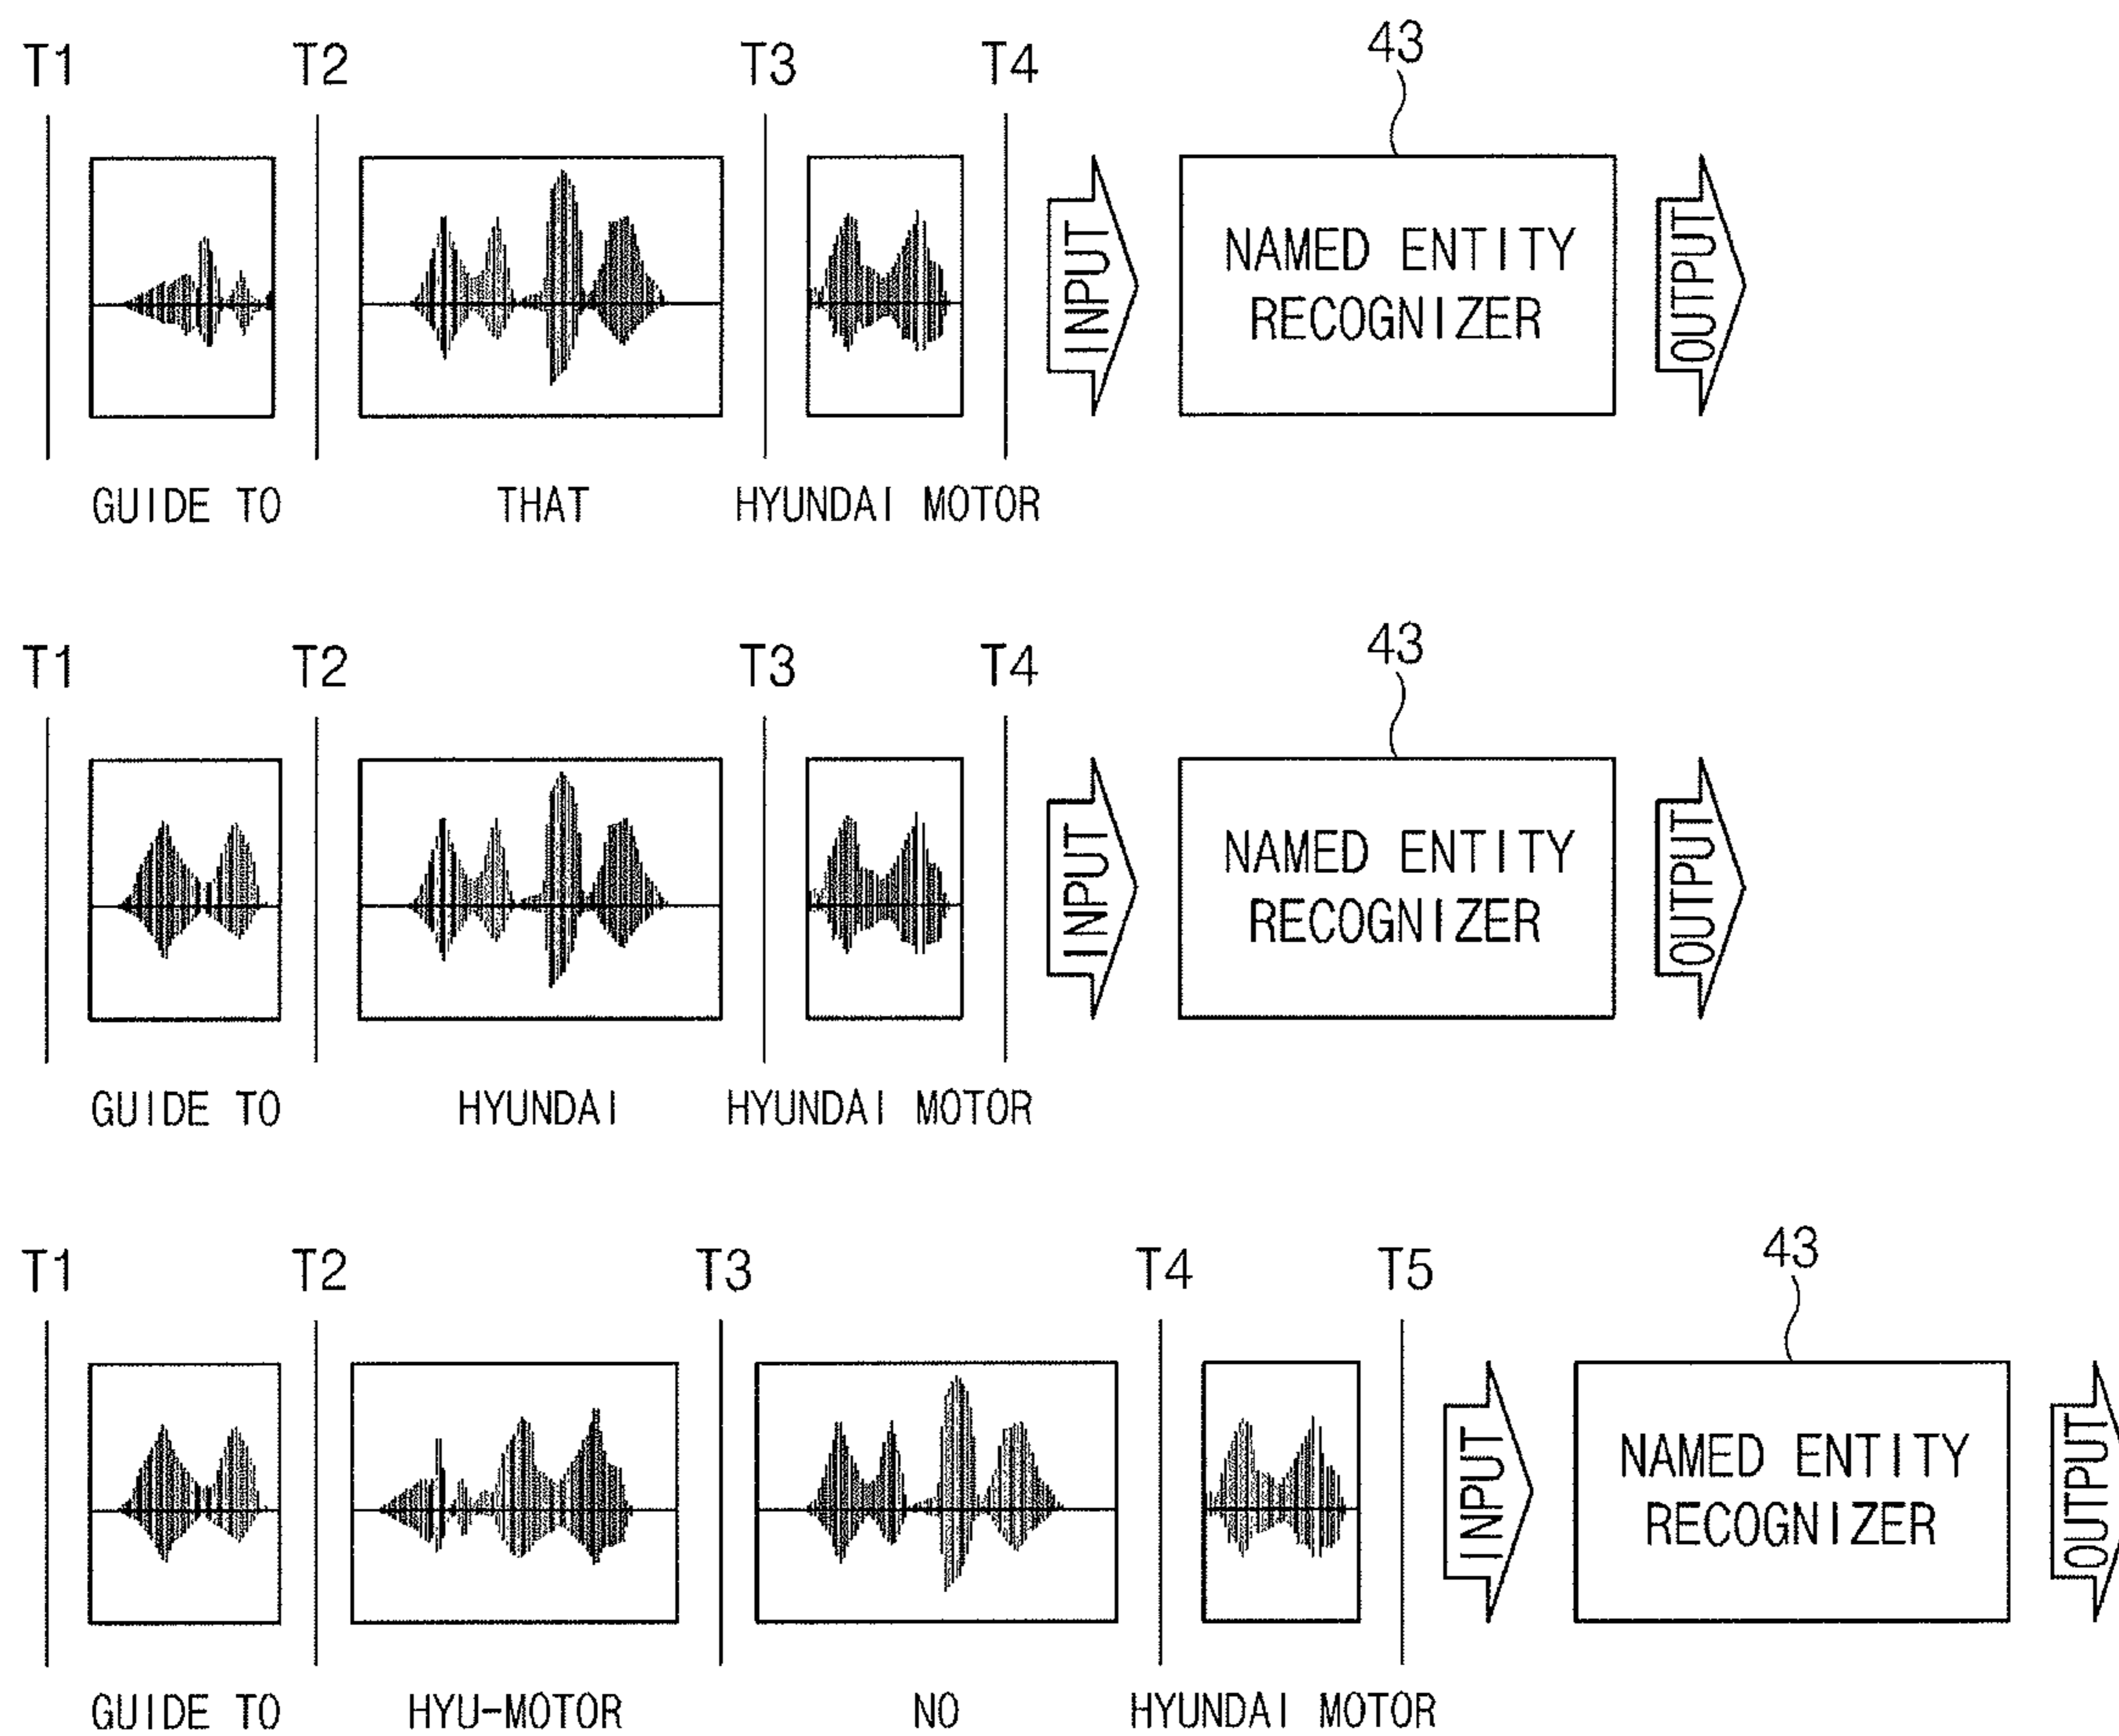 T1 T2 T3 T4 43
INPUT
NAMED ENTITY
RECOGNIZER
OUTPUT
GUIDE TO THAT HYUNDAI MOTOR
T1 T2 T3 T4 43
INPUT
NAMED ENTITY
RECOGNIZER
OUTPUT
GUIDE TO HYUNDAI HYUNDAI MOTOR
T1 T2 T3 T4 T5 43
INPUT
NAMED ENTITY
RECOGNIZER
OUTPUT
GUIDE TO HYU-MOTOR NO HYUNDAI MOTOR